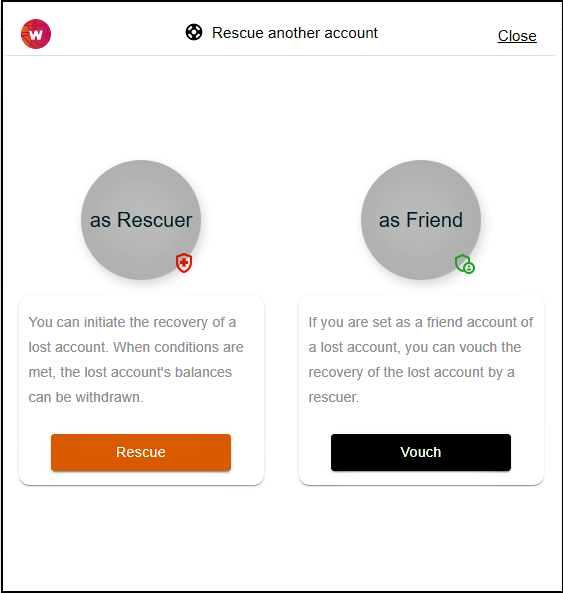 w
Rescue another account
Close
as Rescuer
as Friend
You can initiate the recovery of a
lost account. When conditions are
met, the lost account's balances
can be withdrawn.
Rescue
If you are set as a friend account of
a lost account, you can vouch the
recovery of the lost account by a
rescuer.
Vouch